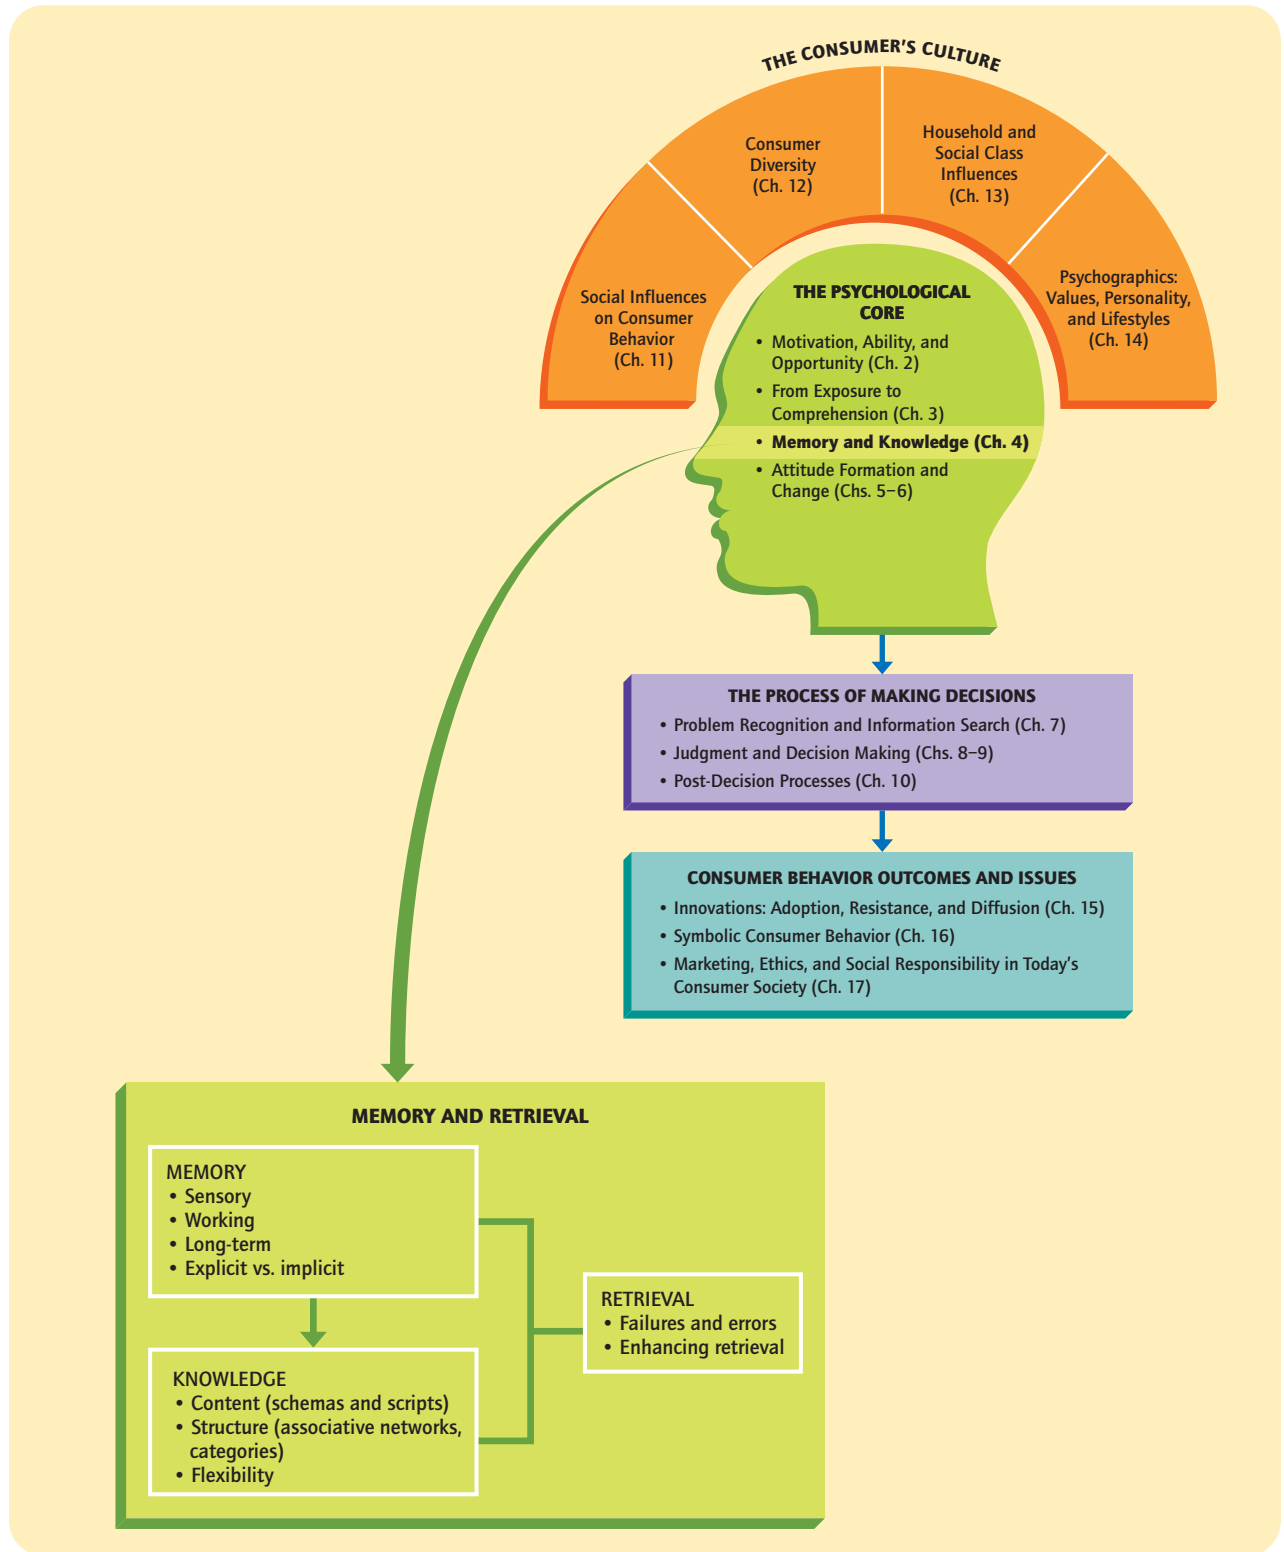 THE CONSUMER'S CULTURE
Social Influences
on Consumer
Behavior
(Ch. 11)
Consumer
Diversity
(Ch. 12)
Household and
Social Class
Influences
(Ch. 13)
Psychographics:
Values, Personality,
and Lifestyles
(Ch. 14)
THE PSYCHOLOGICAL
CORE
• Motivation, Ability, and
Opportunity (Ch. 2)
• From Exposure to
Comprehension (Ch. 3)
• Memory and Knowledge (Ch. 4)
• Attitude Formation and
Change (Chs. 5–6)
THE PROCESS OF MAKING DECISIONS
• Problem Recognition and Information Search (Ch. 7)
• Judgment and Decision Making (Chs. 8–9)
• Post-Decision Processes (Ch. 10)
CONSUMER BEHAVIOR OUTCOMES AND ISSUES
• Innovations: Adoption, Resistance, and Diffusion (Ch. 15)
• Symbolic Consumer Behavior (Ch. 16)
• Marketing, Ethics, and Social Responsibility in Today's
Consumer Society (Ch. 17)
MEMORY AND RETRIEVAL
MEMORY
• Sensory
• Working
• Long-term
• Explicit vs. implicit
KNOWLEDGE
• Content (schemas and scripts)
• Structure (associative networks,
categories)
• Flexibility
RETRIEVAL
• Failures and errors
• Enhancing retrieval